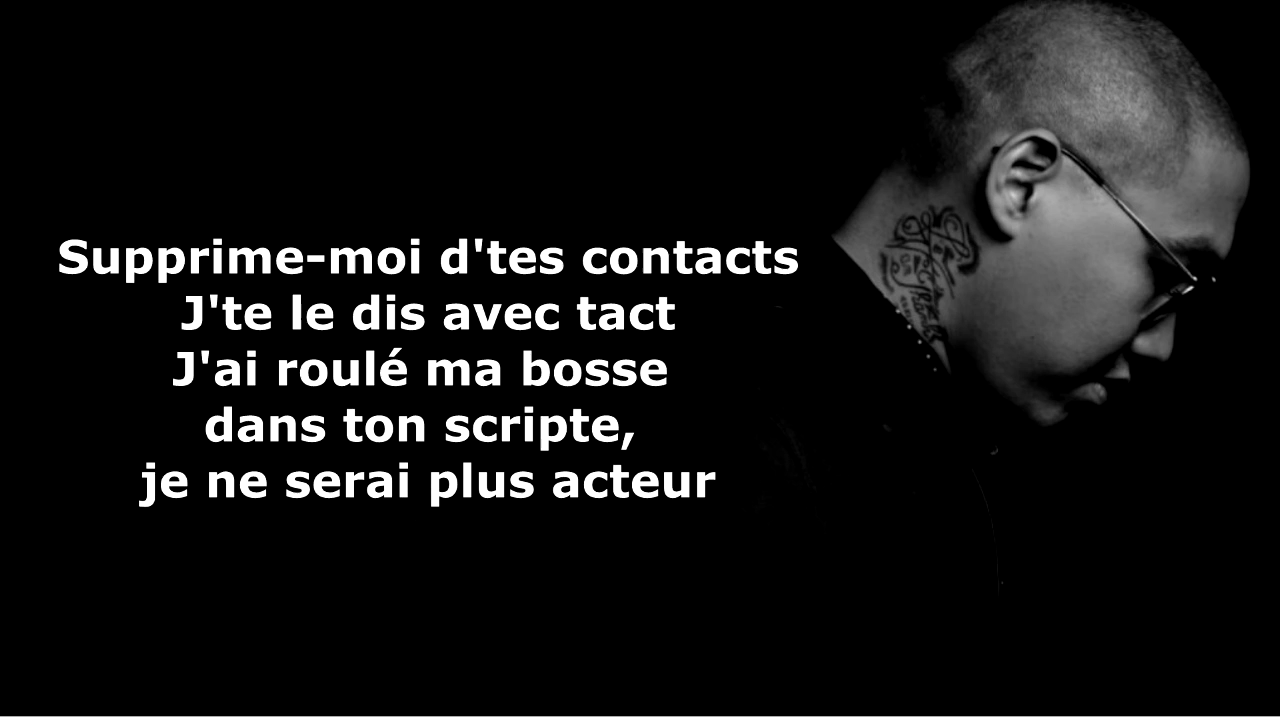 Supprime-moi d'tes contacts
J'te le dis avec tact
J'ai roulé ma bosse
dans ton scripte,
je ne serai plus acteur